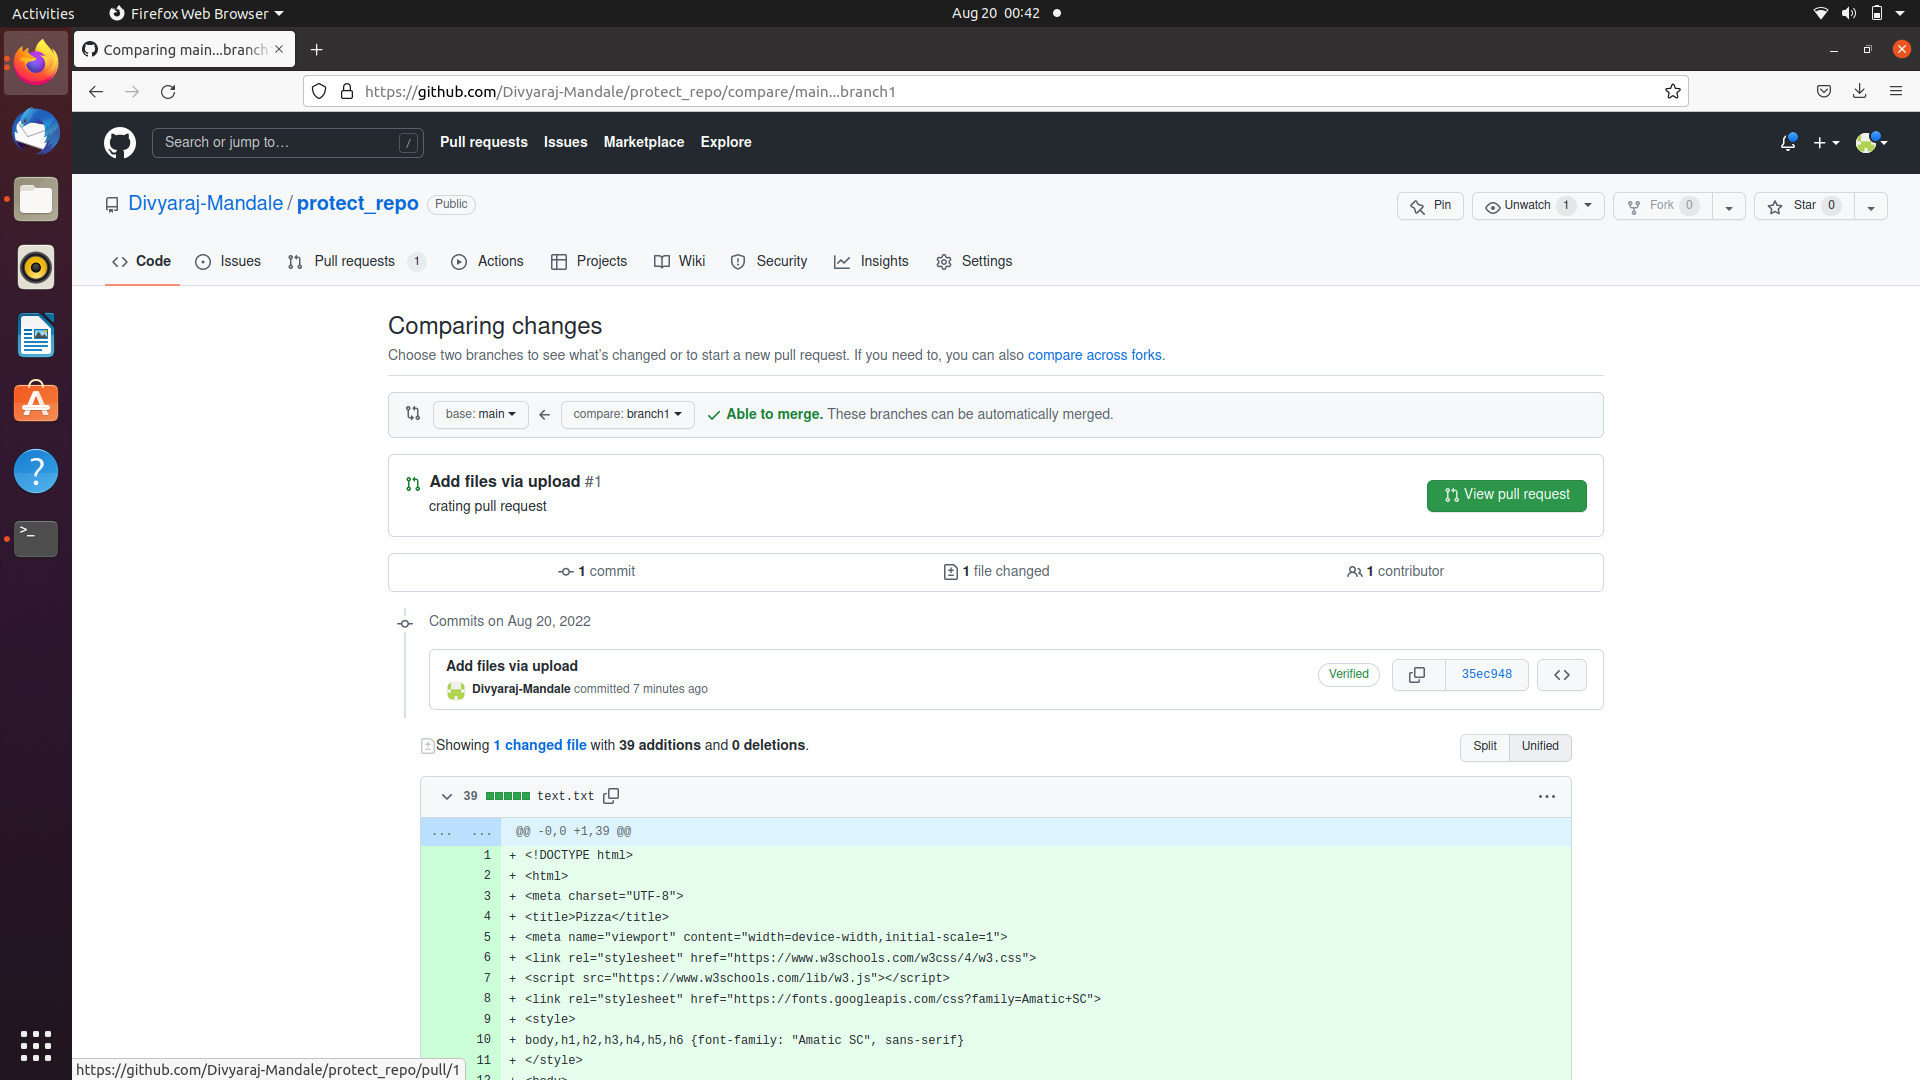 Activities Firefox Web Browser Aug 20 00:42
Comparing main...branch
https://github.com/Divyaraj-Mandale/protect_repo/compare/main...branch1
Search or jump to… / Pull requests Issues Marketplace Explore
Divyaraj-Mandale / protect_repo Public Pin Unwatch 1 Fork 0 Star 0
Code Issues Pull requests 1 Actions Projects Wiki Security Insights Settings
Comparing changes
Choose two branches to see what's changed or to start a new pull request. If you need to, you can also compare across forks.
base: main compare: branch1 Able to merge. These branches can be automatically merged.
Add files via upload #1
crating pull request
View pull request
1 commit 1 file changed 1 contributor
Commits on Aug 20, 2022
Add files via upload
Divyaraj-Mandale committed 7 minutes ago
Verified 35ec948
Showing 1 changed file with 39 additions and 0 deletions.
Split Unified
39 text.txt
... ... @@ -0,0 +1,39 @@
1 + <!DOCTYPE html>
2 + <html>
3 + <meta charset="UTF-8">
4 + <title>Pizza</title>
5 + <meta name="viewport" content="width=device-width,initial-scale=1">
6 + <link rel="stylesheet" href="https://www.w3schools.com/w3css/4/w3.css">
7 + <script src="https://www.w3schools.com/lib/w3.js"></script>
8 + <link rel="stylesheet" href="https://fonts.googleapis.com/css?family=Amatic+SC">
9 + <style>
10 + body,h1,h2,h3,h4,h5,h6 {font-family: "Amatic SC", sans-serif}
11 + </style>
12 + <body>
https://github.com/Divyaraj-Mandale/protect_repo/pull/1